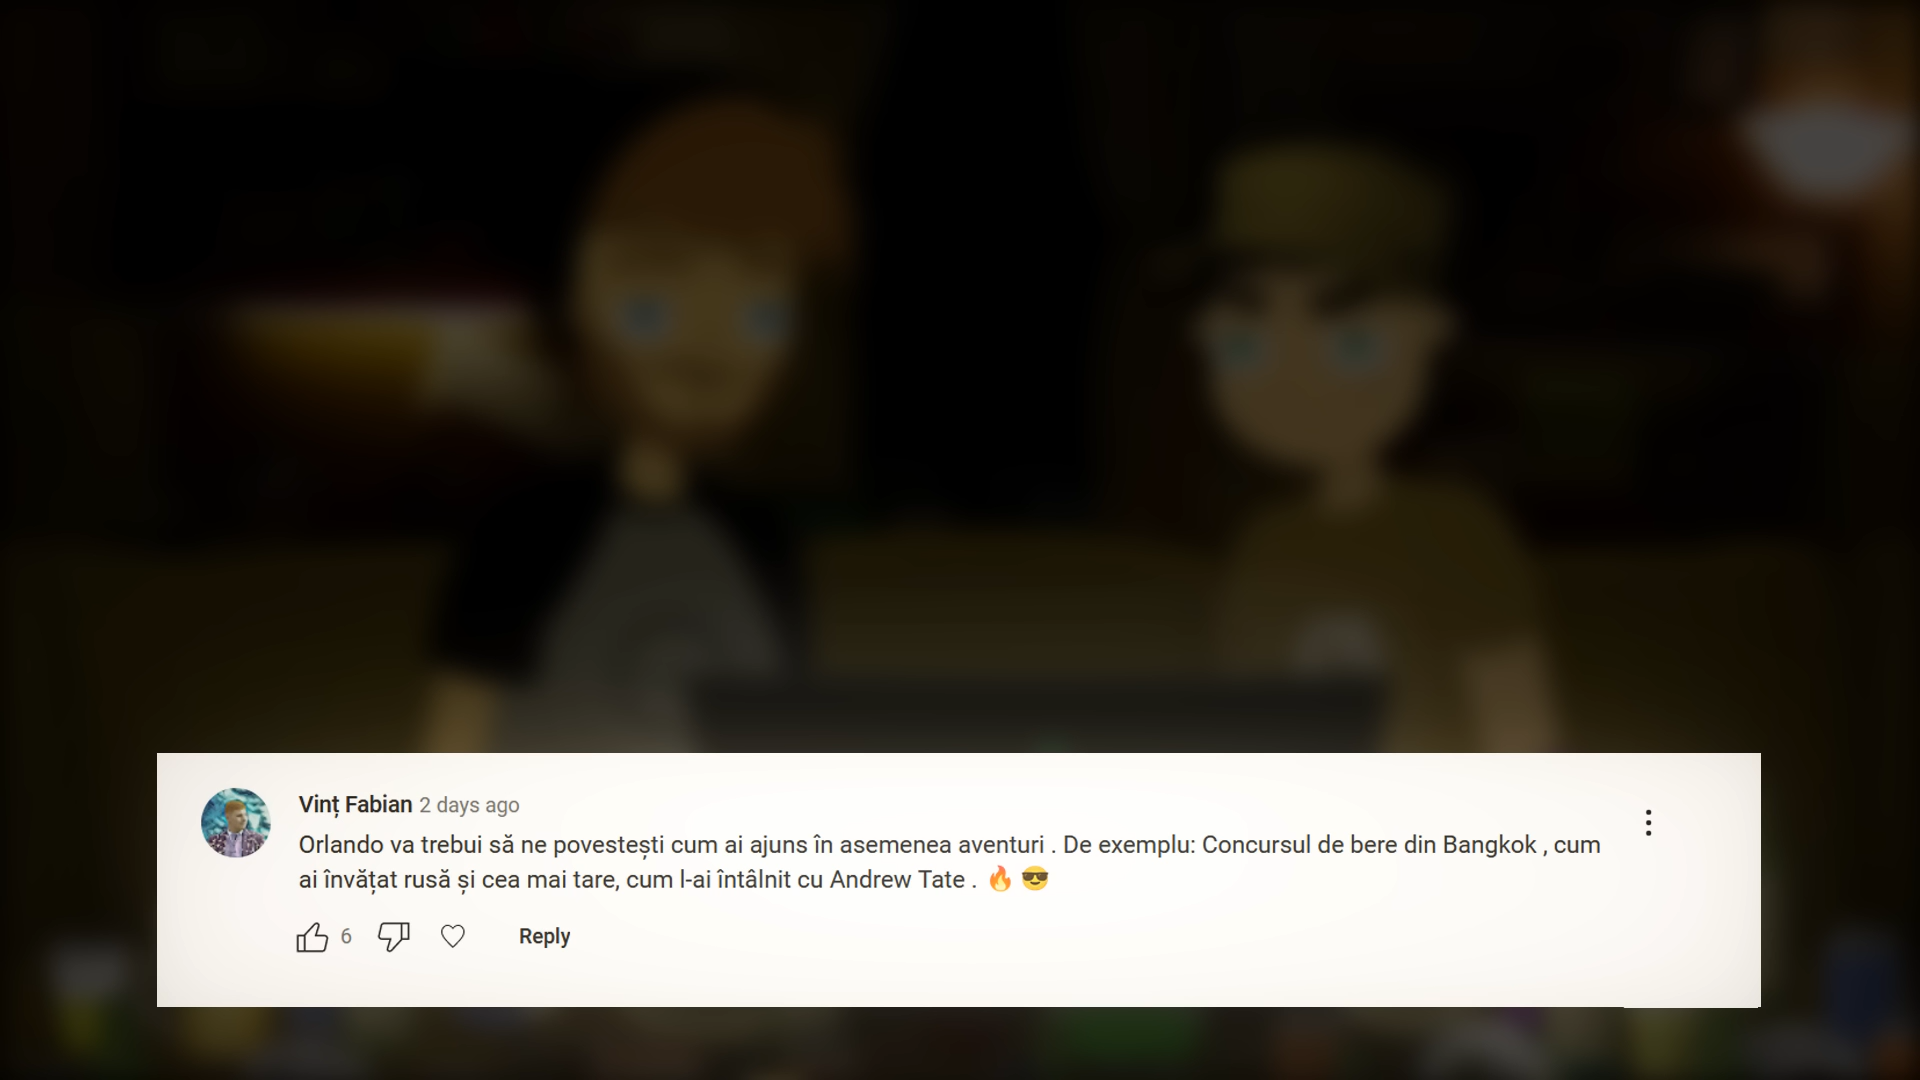 Vinț Fabian 2 days ago
Orlando va trebui să ne povestești cum ai ajuns în asemenea aventuri . De exemplu: Concursul de bere din Bangkok , cum
ai învățat rusă și cea mai tare, cum l-ai întâlnit cu Andrew Tate . 🔥 😎
6 Reply